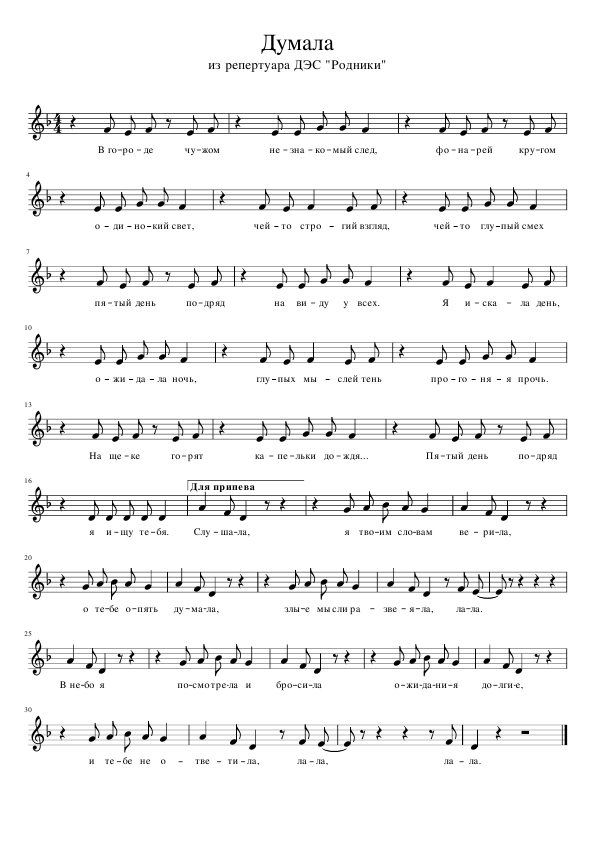 Думала
из репертуара ДЭС "Родники"
В го-ро-де чу-жом не-зна-ко-мый след, фо-на-рей кру-гом
4
о-ди-но-кий свет, чей-то стро-гий взгляд, чей-то глу-пый смех
7
пя-тый день по-дряд на ви-ду у всех. Я и-ска-ла день,
10
о-жи-да-ла ночь, глу-пых мы-слей тень про-го-ня-я прочь.
13
На ще-ке го-рят ка-пель-ки до-ждя... Пя-тый день по-дряд
16
Для припева
я и-щу те-бя. Слу-ша-ла, я тво-им сло-вам ве-ри-ла,
20
о те-бе о-пять ду-ма-ла, злы-е мы сли ра-зве-я-ла, ла-ла.
25
В не-бо я по-смот-ре-ла и бро-си-ла о-жи-да-ни-я дол-ги-е,
30
и те-бе не о-тве-ти-ла, ла-ла, ла-ла.